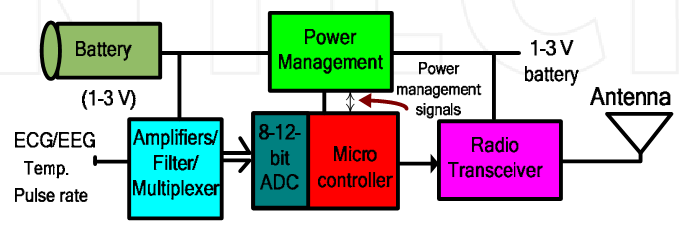 Battery
(1-3 V)
Power
Management
1-3 V
battery
Power
management
signals
Antenna
ECG/EEG
Temp.
Pulse rate
Amplifiers/
Filter/
Multiplexer
8-12-
bit
ADC
Micro
controller
Radio
Transceiver